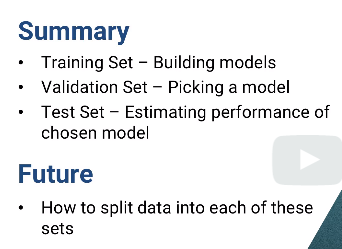 Summary
• Training Set – Building models
• Validation Set – Picking a model
• Test Set – Estimating performance of
chosen model
Future
• How to split data into each of these
sets